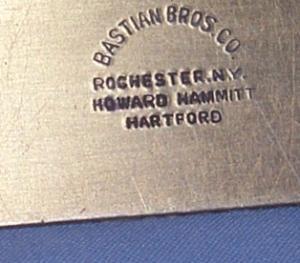 BASTIAN BROS. CO.
ROCHESTER. N.Y.
HOWARD HAMMITT
HARTFORD